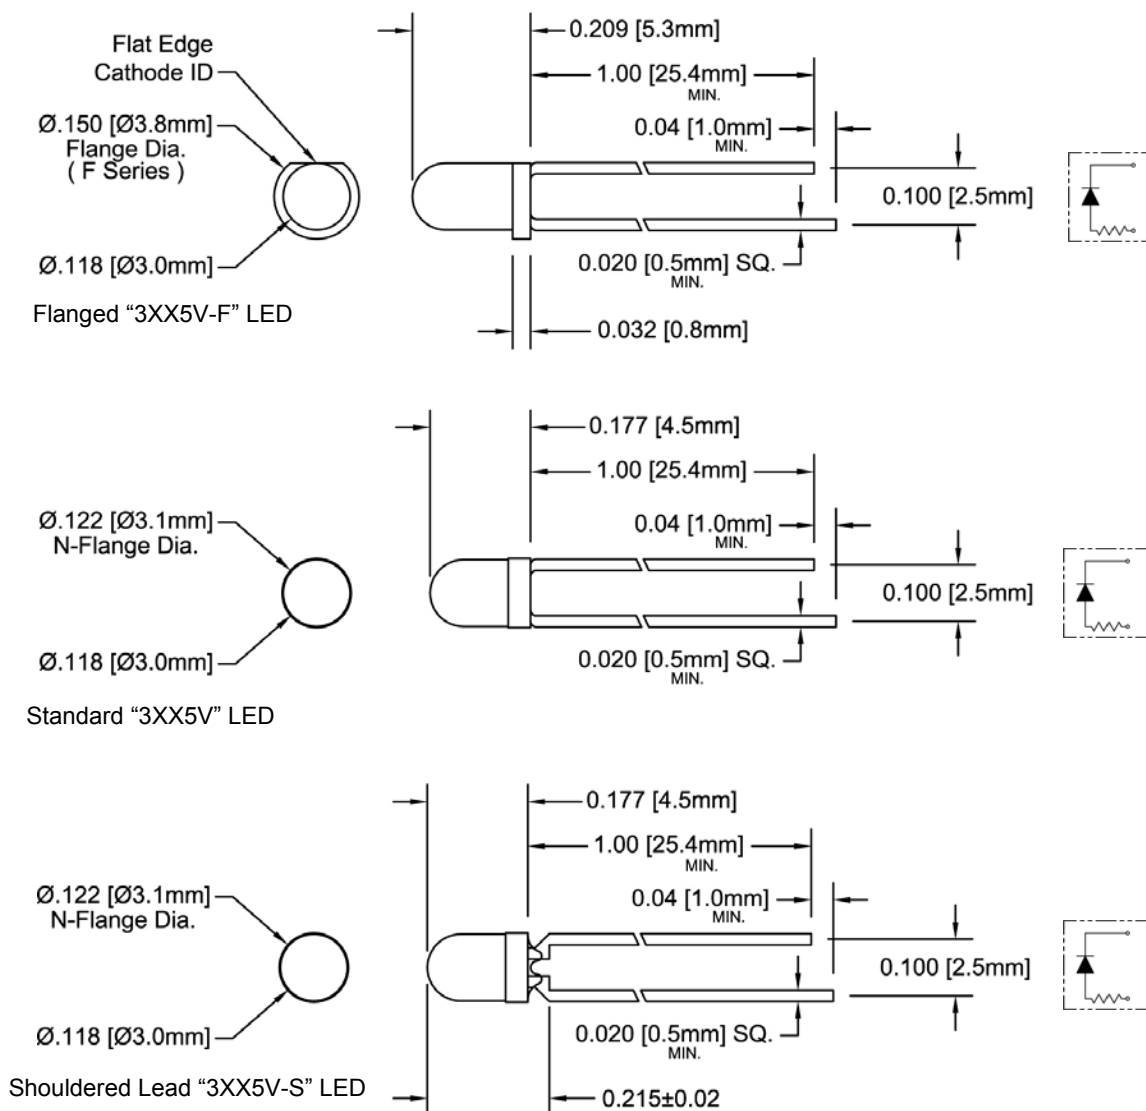 0.209 [5.3mm]
Flat Edge
Cathode ID
1.00 [25.4mm]
MIN.
Ø.150 [Ø3.8mm]
Flange Dia.
( F Series )
0.04 [1.0mm]
MIN.
0.100 [2.5mm]
Ø.118 [Ø3.0mm]
0.020 [0.5mm] SQ.
MIN.
Flanged “3XX5V-F” LED
0.032 [0.8mm]
0.177 [4.5mm]
1.00 [25.4mm]
Ø.122 [Ø3.1mm]
N-Flange Dia.
0.04 [1.0mm]
MIN.
0.100 [2.5mm]
Ø.118 [Ø3.0mm]
0.020 [0.5mm] SQ.
MIN.
Standard “3XX5V” LED
0.177 [4.5mm]
1.00 [25.4mm]
MIN.
Ø.122 [Ø3.1mm]
N-Flange Dia.
0.04 [1.0mm]
MIN.
0.100 [2.5mm]
Ø.118 [Ø3.0mm]
0.020 [0.5mm] SQ.
MIN.
Shouldered Lead “3XX5V-S” LED
0.215±0.02